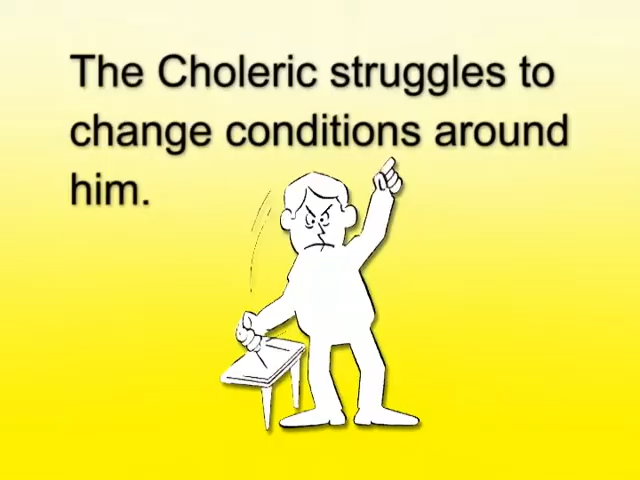 The Choleric struggles to
change conditions around
him.